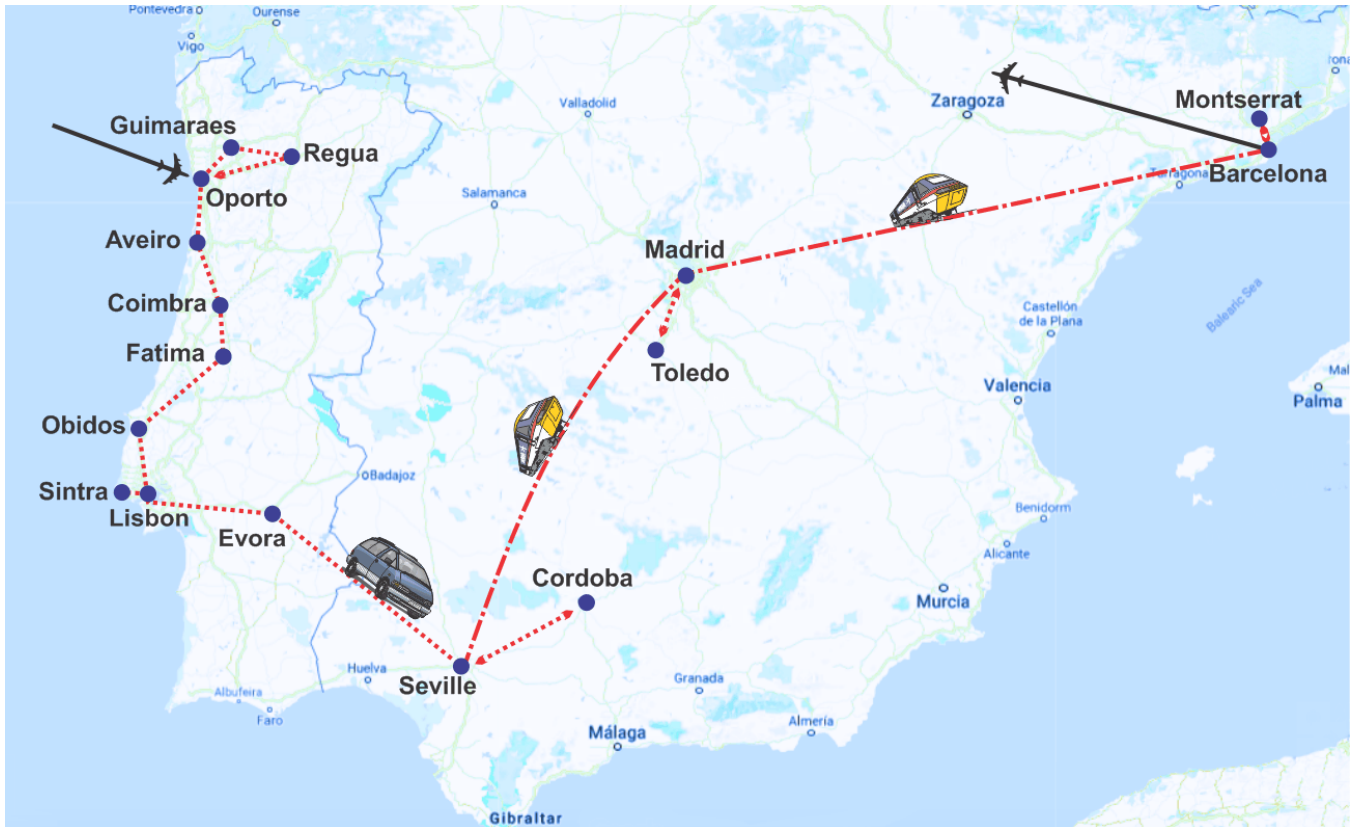 Pontevedra
Ourense
Vigo
Guimaraes
Regua
Oporto
Aveiro
Coimbra
Fatima
Obidos
Sintra
Lisbon
Evora
Valladolid
Salamanca
Zaragoza
Montserrat
Barcelona
Tarragona
Madrid
Toledo
Castellón
de la Plana
Balearic Sea
Valencia
Palma
Badajoz
Benidorm
Alicante
Murcia
Cordoba
Seville
Huelva
Albufeira
Faro
Granada
Málaga
Almería
Gibraltar